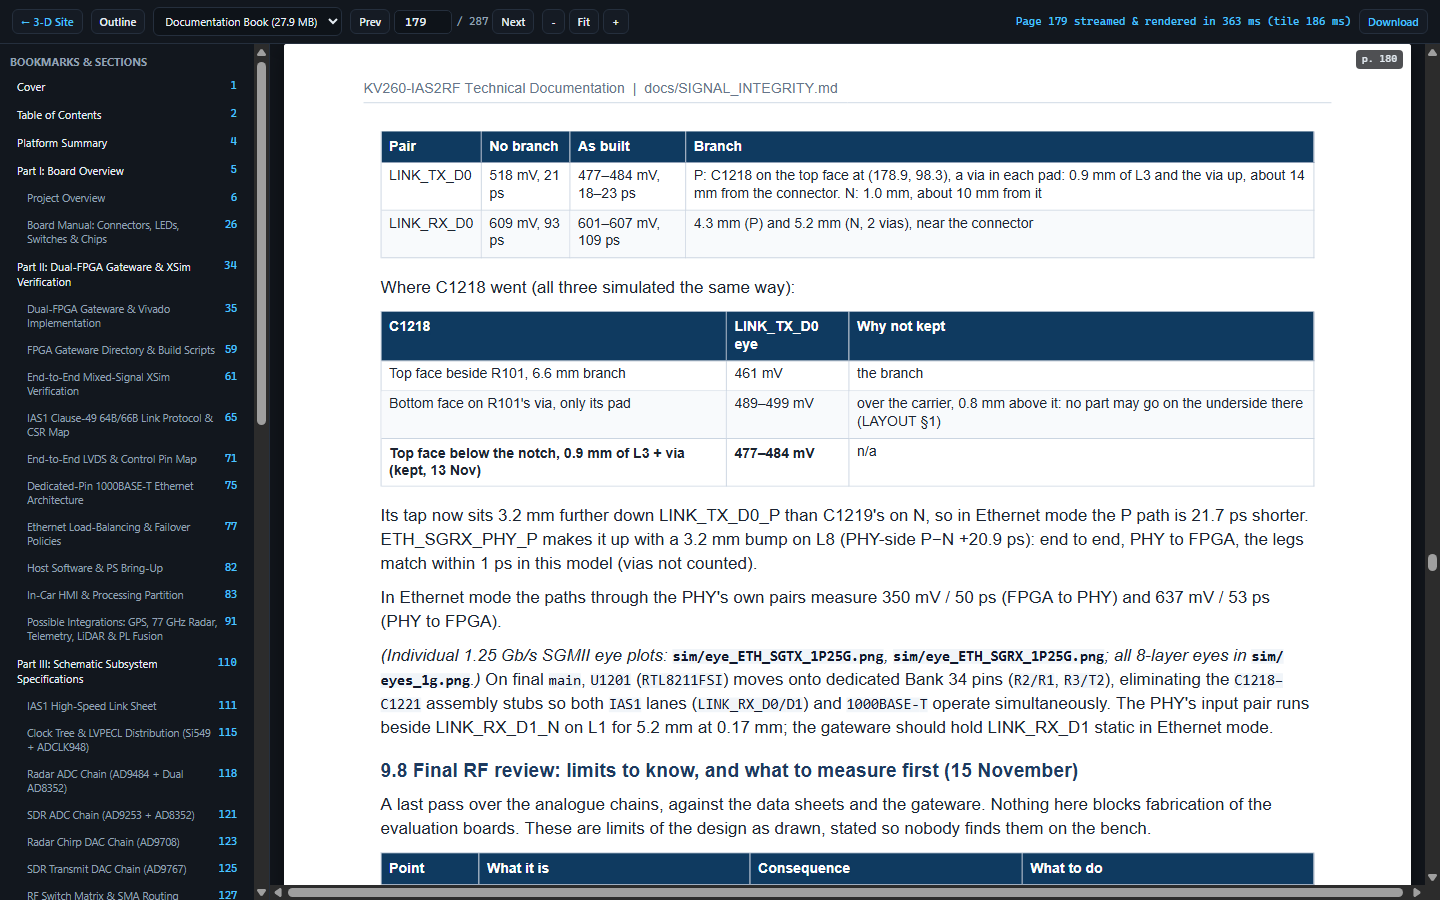 ← 3-D Site Outline Documentation Book (27.9 MB) Prev 179 / 287 Next - Fit + Page 179 streamed & rendered in 363 ms (tile 186 ms) Download
BOOKMARKS & SECTIONS
Cover 1
Table of Contents 2
Platform Summary 4
Part I: Board Overview 5
Project Overview 6
Board Manual: Connectors, LEDs, 26
Switches & Chips
Part II: Dual-FPGA Gateware & XSim 34
Verification
Dual-FPGA Gateware & Vivado 35
Implementation
FPGA Gateware Directory & Build Scripts 59
End-to-End Mixed-Signal XSim 61
Verification
IAS1 Clause-49 64B/66B Link Protocol & 65
CSR Map
End-to-End LVDS & Control Pin Map 71
Dedicated-Pin 1000BASE-T Ethernet 75
Architecture
Ethernet Load-Balancing & Failover 77
Policies
Host Software & PS Bring-Up 82
In-Car HMI & Processing Partition 83
Possible Integrations: GPS, 77 GHz Radar, 91
Telemetry, LiDAR & PL Fusion
Part III: Schematic Subsystem 110
Specifications
IAS1 High-Speed Link Sheet 111
Clock Tree & LVPECL Distribution (Si549 115
+ ADCLK948)
Radar ADC Chain (AD9484 + Dual 118
AD8352)
SDR ADC Chain (AD9253 + AD8352) 121
Radar Chirp DAC Chain (AD9708) 123
SDR Transmit DAC Chain (AD9767) 125
RF Switch Matrix & SMA Routing 127
p. 180
KV260-IAS2RF Technical Documentation | docs/SIGNAL_INTEGRITY.md
Pair No branch As built Branch
LINK_TX_D0 518 mV, 21 477–484 mV, P: C1218 on the top face at (178.9, 98.3), a via in each pad: 0.9 mm of L3 and the via up, about 14
ps 18–23 ps mm from the connector. N: 1.0 mm, about 10 mm from it
LINK_RX_D0 609 mV, 93 601–607 mV, 4.3 mm (P) and 5.2 mm (N, 2 vias), near the connector
ps 109 ps
Where C1218 went (all three simulated the same way):
C1218 LINK_TX_D0 Why not kept
eye
Top face beside R101, 6.6 mm branch 461 mV the branch
Bottom face on R101's via, only its pad 489–499 mV over the carrier, 0.8 mm above it: no part may go on the underside there
(LAYOUT §1)
Top face below the notch, 0.9 mm of L3 + via 477–484 mV n/a
(kept, 13 Nov)
Its tap now sits 3.2 mm further down LINK_TX_D0_P than C1219's on N, so in Ethernet mode the P path is 21.7 ps shorter.
ETH_SGRX_PHY_P makes it up with a 3.2 mm bump on L8 (PHY-side P−N +20.9 ps): end to end, PHY to FPGA, the legs
match within 1 ps in this model (vias not counted).
In Ethernet mode the paths through the PHY's own pairs measure 350 mV / 50 ps (FPGA to PHY) and 637 mV / 53 ps
(PHY to FPGA).
(Individual 1.25 Gb/s SGMII eye plots: sim/eye_ETH_SGTX_1P25G.png, sim/eye_ETH_SGRX_1P25G.png; all 8-layer eyes in sim/
eyes_1g.png.) On final main, U1201 (RTL8211FSI) moves onto dedicated Bank 34 pins (R2/R1, R3/T2), eliminating the C1218–
C1221 assembly stubs so both IAS1 lanes (LINK_RX_D0/D1) and 1000BASE-T operate simultaneously. The PHY's input pair runs
beside LINK_RX_D1_N on L1 for 5.2 mm at 0.17 mm; the gateware should hold LINK_RX_D1 static in Ethernet mode.
9.8 Final RF review: limits to know, and what to measure first (15 November)
A last pass over the analogue chains, against the data sheets and the gateware. Nothing here blocks fabrication of the
evaluation boards. These are limits of the design as drawn, stated so nobody finds them on the bench.
Point What it is Consequence What to do